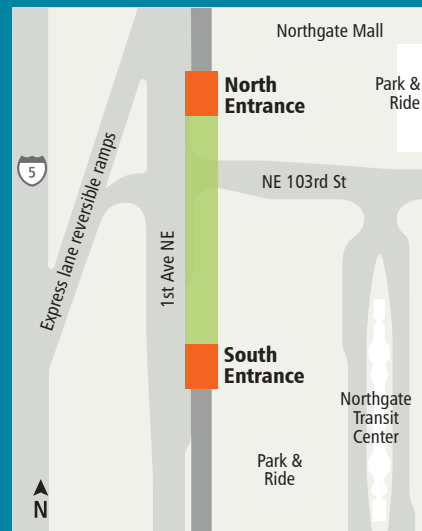 Northgate Mall
North
Entrance
Park &
Ride
5
Express lane reversible ramps
NE 103rd St
1st Ave NE
South
Entrance
Northgate
Transit
Center
Park &
Ride
N